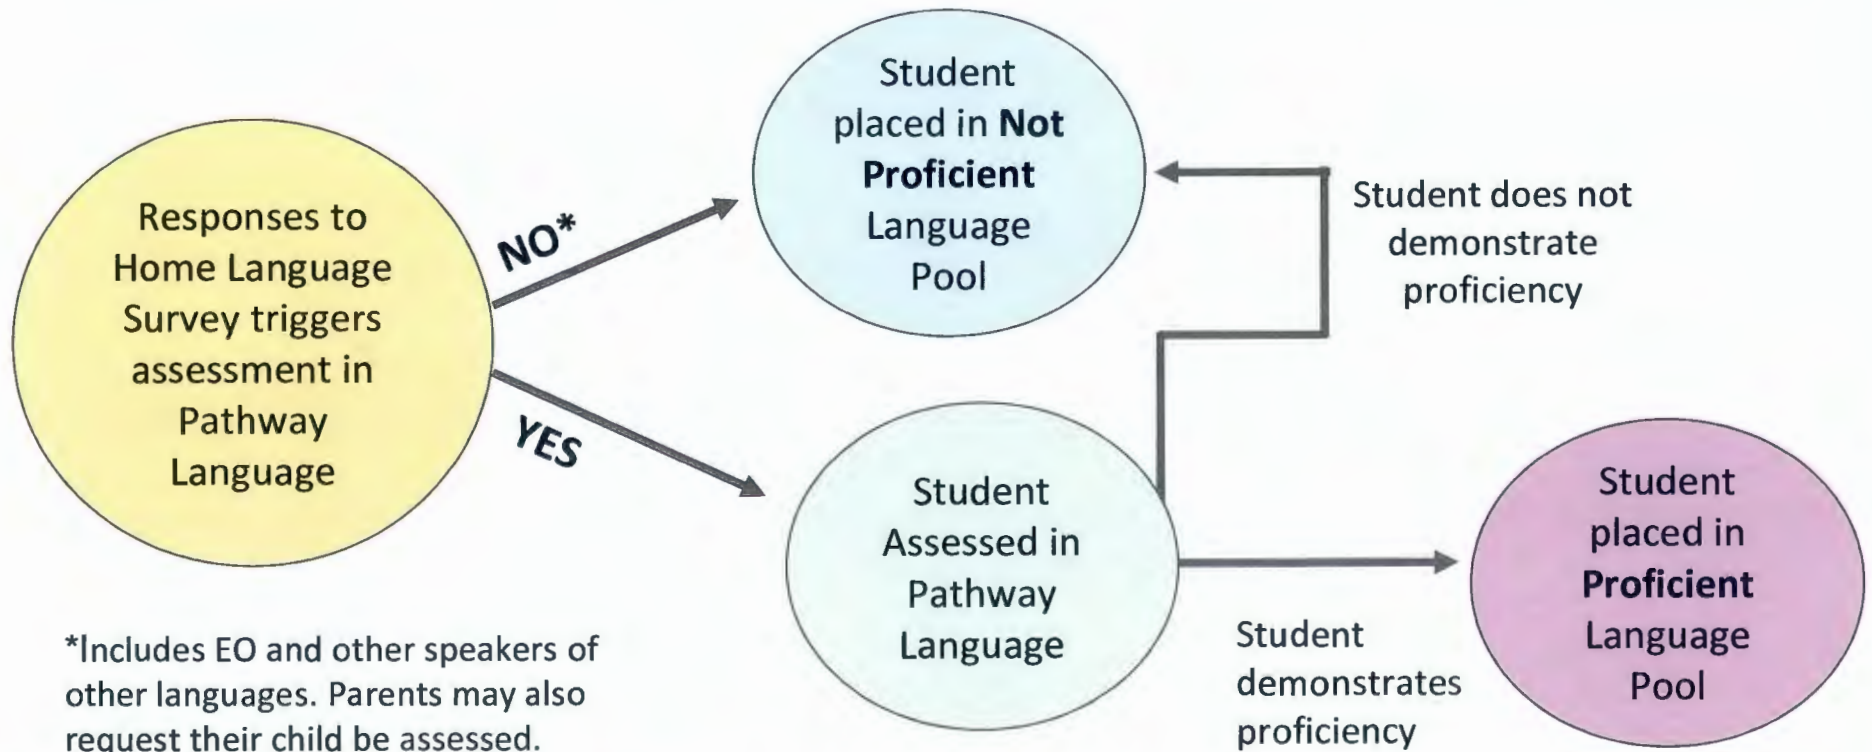 Responses to
Home Language
Survey triggers
assessment in
Pathway
Language
NO*
YES
Student
placed in Not
Proficient
Language
Pool
Student does not
demonstrate
proficiency
Student
Assessed in
Pathway
Language
Student
demonstrates
proficiency
Student
placed in
Proficient
Language
Pool
*Includes EO and other speakers of
other languages. Parents may also
request their child be assessed.